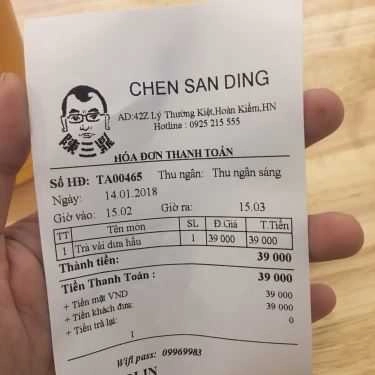 CHEN SAN DING
AD:42Z Lý Thường Kiệt,Hoàn Kiếm,HN
Hotline : 0925 215 555
陳三鼎
HÓA ĐƠN THANH TOÁN
Số HĐ: TA00465 Thu ngân: Thu ngân sáng
Ngày: 14.01.2018
Giờ vào: 15.02 Giờ ra: 15.03
TT Tên món SL Đ.Giá T.Tiền
1 Trà vải dưa hấu 1 39 000 39 000
Thành tiền: 39 000
Tiền Thanh Toán : 39 000
+ Tiền mặt VND 39 000
+ Tiền khách đưa: 39 000
+ Tiền trả lại: 0
1
Wifi pass: 09969983